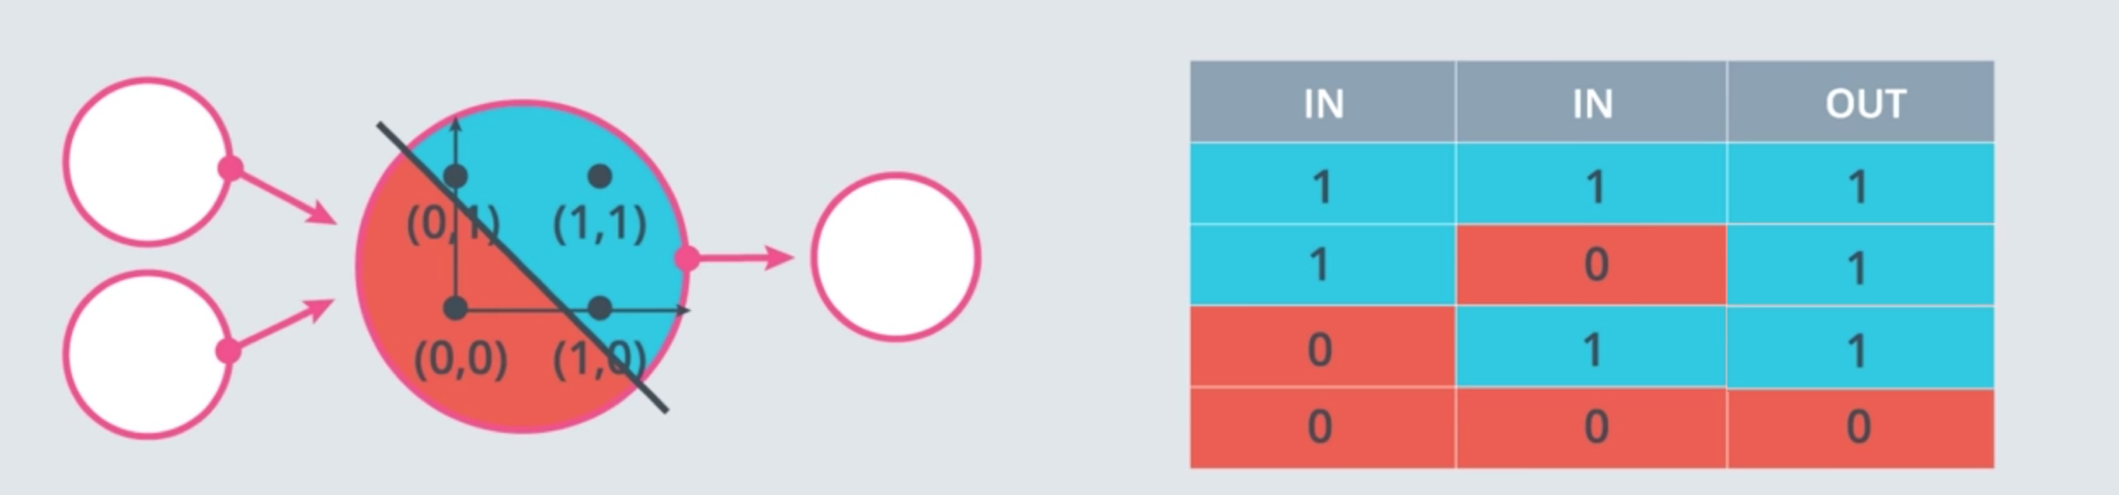 (0,1) (1,1)
(0,0) (1,0)
IN IN OUT
1 1 1
1 0 1
0 1 1
0 0 0